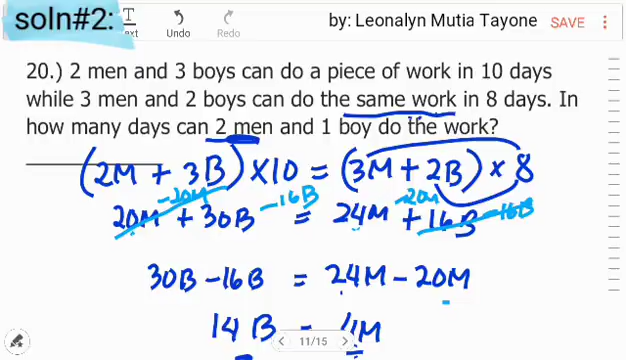 soln#2:
T
ext
Undo
Redo
by: Leonalyn Mutia Tayone
SAVE
20.) 2 men and 3 boys can do a piece of work in 10 days
while 3 men and 2 boys can do the same work in 8 days. In
how many days can 2 men and 1 boy do the work?
(2M + 3B) × 10 = (3M + 2B) × 8
-20M -16B -20M -16B
20M + 30B = 24M + 16B
30B - 16B = 24M - 20M
14 B = 4M
11/15